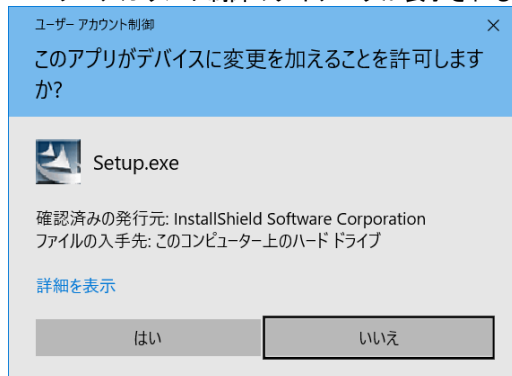 ユーザー アカウント制御
このアプリがデバイスに変更を加えることを許可します
か?
Setup.exe
確認済みの発行元: InstallShield Software Corporation
ファイルの入手先: このコンピューター上のハード ドライブ
詳細を表示
はい
いいえ